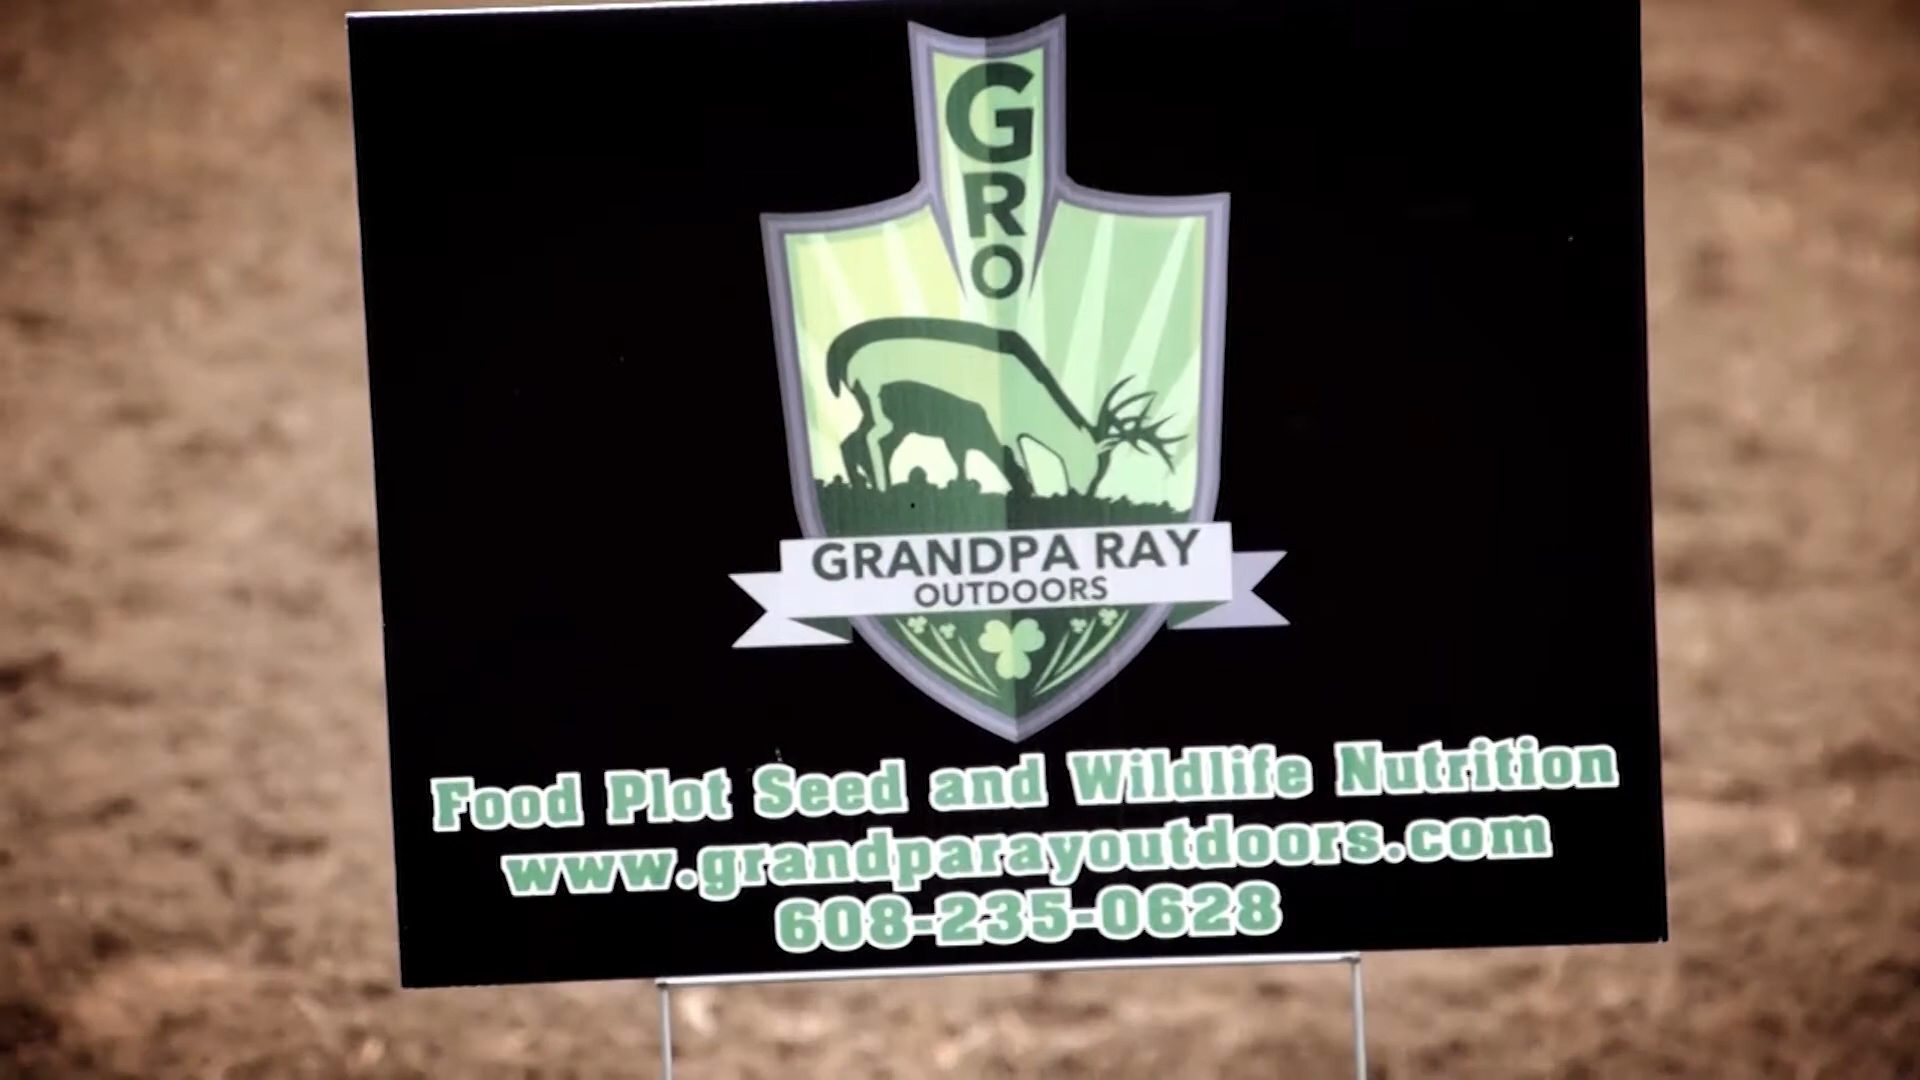 GRO
GRANDPA RAY
OUTDOORS
Food Plot Seed and Wildlife Nutrition
www.grandparayoutdoors.com
608-235-0628